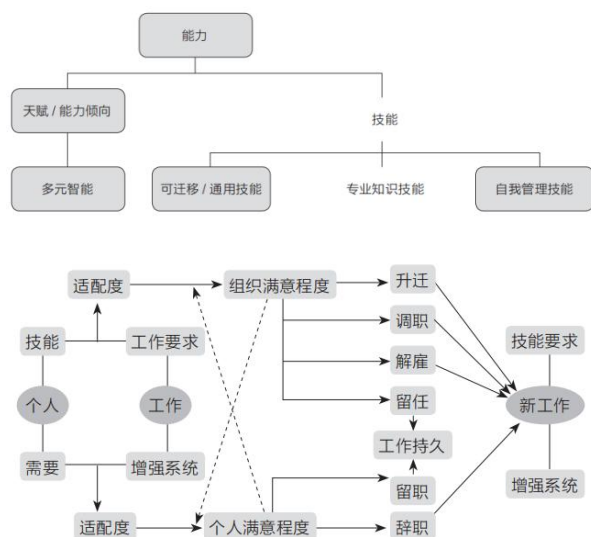 能力
天赋 / 能力倾向
技能
多元智能
可迁移 / 通用技能
专业知识技能
自我管理技能
适配度
组织满意程度
升迁
调职
技能
工作要求
技能要求
解雇
个人
工作
留任
新工作
工作持久
需要
增强系统
留职
增强系统
适配度
个人满意程度
辞职